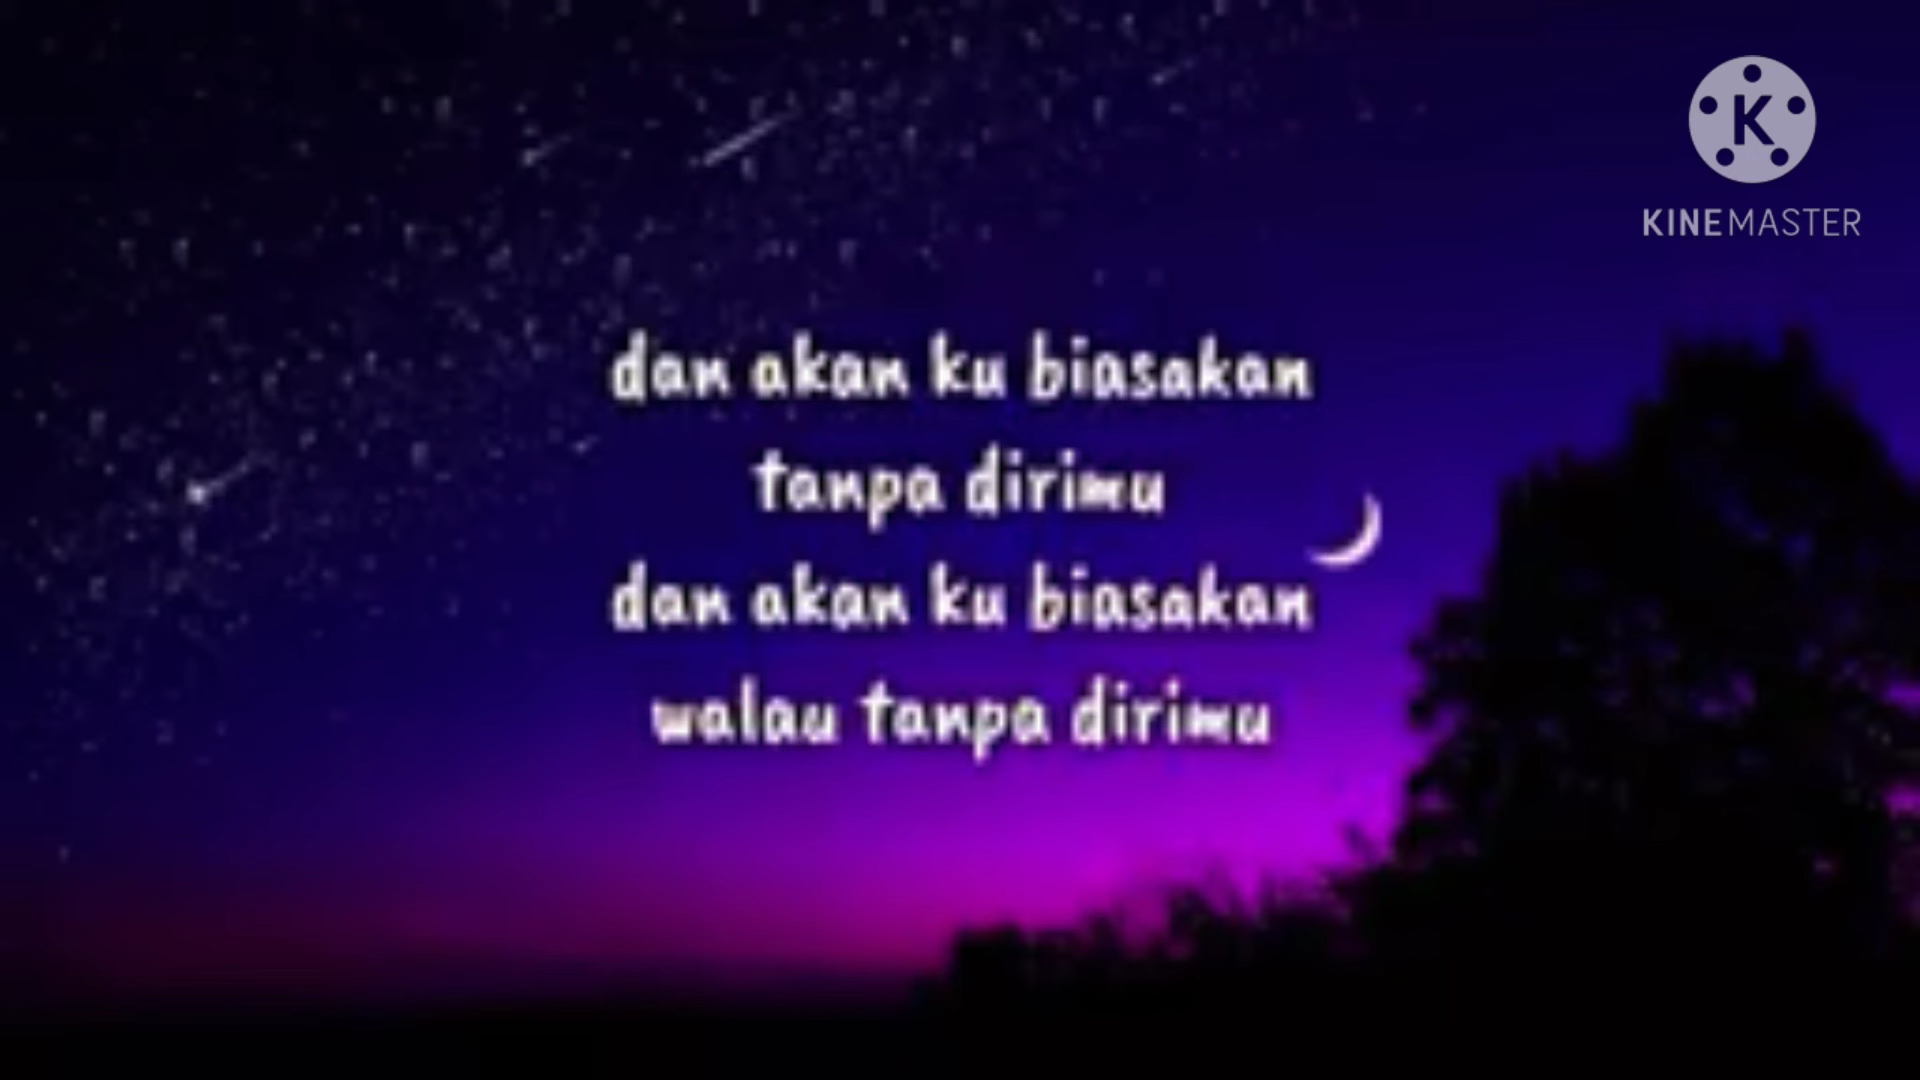 K
KINEMASTER
dan akan ku biasakan
tanpa dirimu
dan akan ku biasakan
walau tanpa dirimu